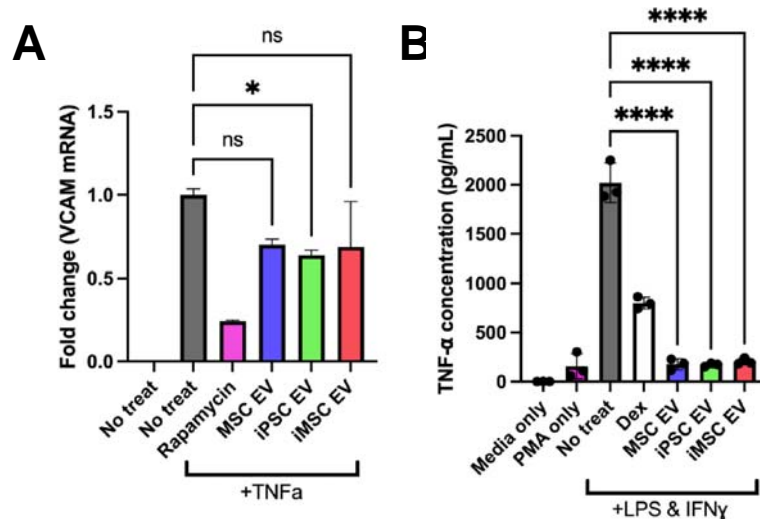 A
ns
*
ns
Fold change (VCAM mRNA)
1.5
1.0
0.5
0.0
No treat
No treat
Rapamycin
MSC EV
iPSC EV
iMSC EV
+TNFa
B
****
****
****
TNF-α concentration (pg/mL)
2500
2000
1500
1000
500
0
Media only
PMA only
No treat
Dex
MSC EV
iPSC EV
iMSC EV
+LPS & IFNγ